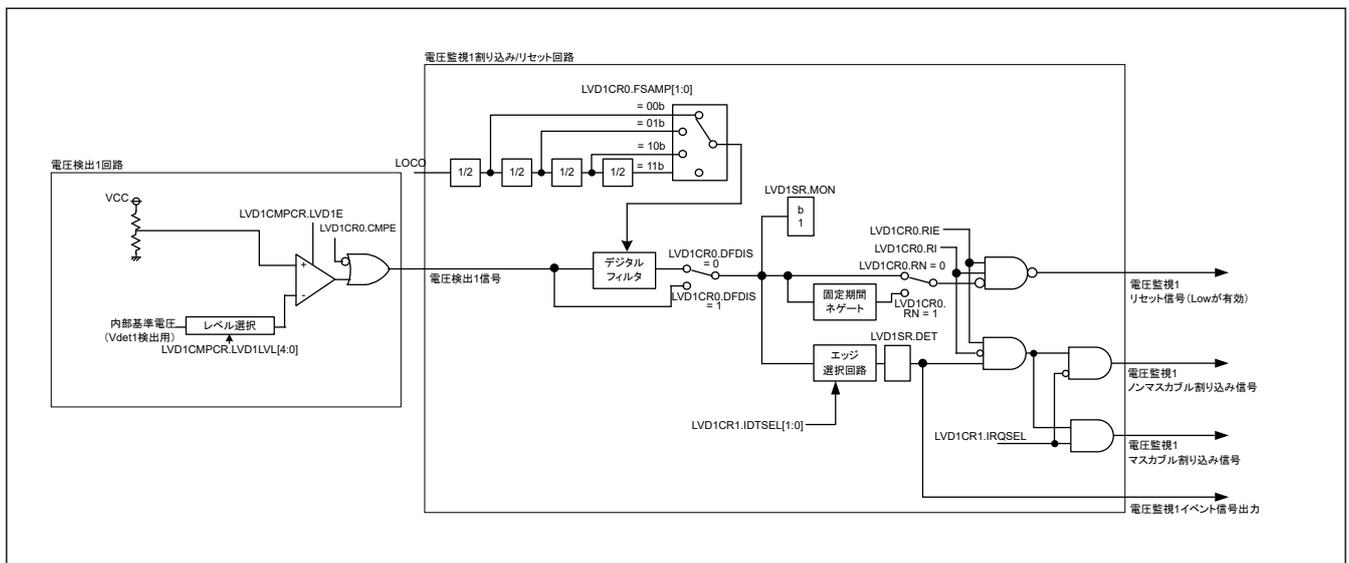 電圧監視1割り込み/リセット回路
LVD1CR0.FSAMP[1:0]
= 00b
= 01b
= 10b
= 11b
LOCO
1/2
1/2
1/2
1/2
電圧検出1回路
VCC
LVD1CMPCR.LVD1E
LVD1CR0.CMPE
+
-
内部基準電圧
(Vdet1検出用)
レベル選択
LVD1CMPCR.LVD1LVL[4:0]
電圧検出1信号
デジタル
フィルタ
LVD1CR0.DFDIS
= 0
LVD1CR0.DFDIS
= 1
LVD1SR.MON
b
1
LVD1CR0.RIE
LVD1CR0.RI
LVD1CR0.RN = 0
固定期間
ネゲート
LVD1CR0.
RN = 1
エッジ
選択回路
LVD1SR.DET
LVD1CR1.IDTSEL[1:0]
LVD1CR1.IRQSEL
電圧監視1
リセット信号(Lowが有効)
電圧監視1
ノンマスカブル割り込み信号
電圧監視1
マスカブル割り込み信号
電圧監視1イベント信号出力